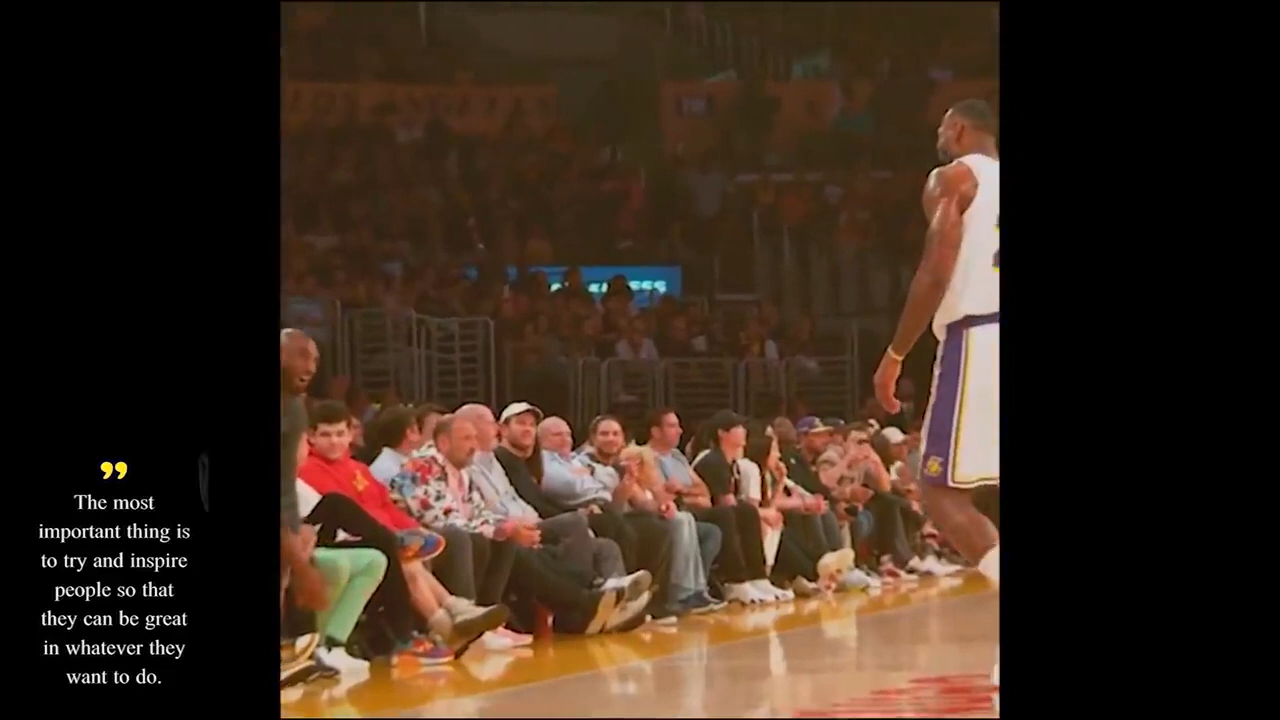 ”
The most
important thing is
to try and inspire
people so that
they can be great
in whatever they
want to do.